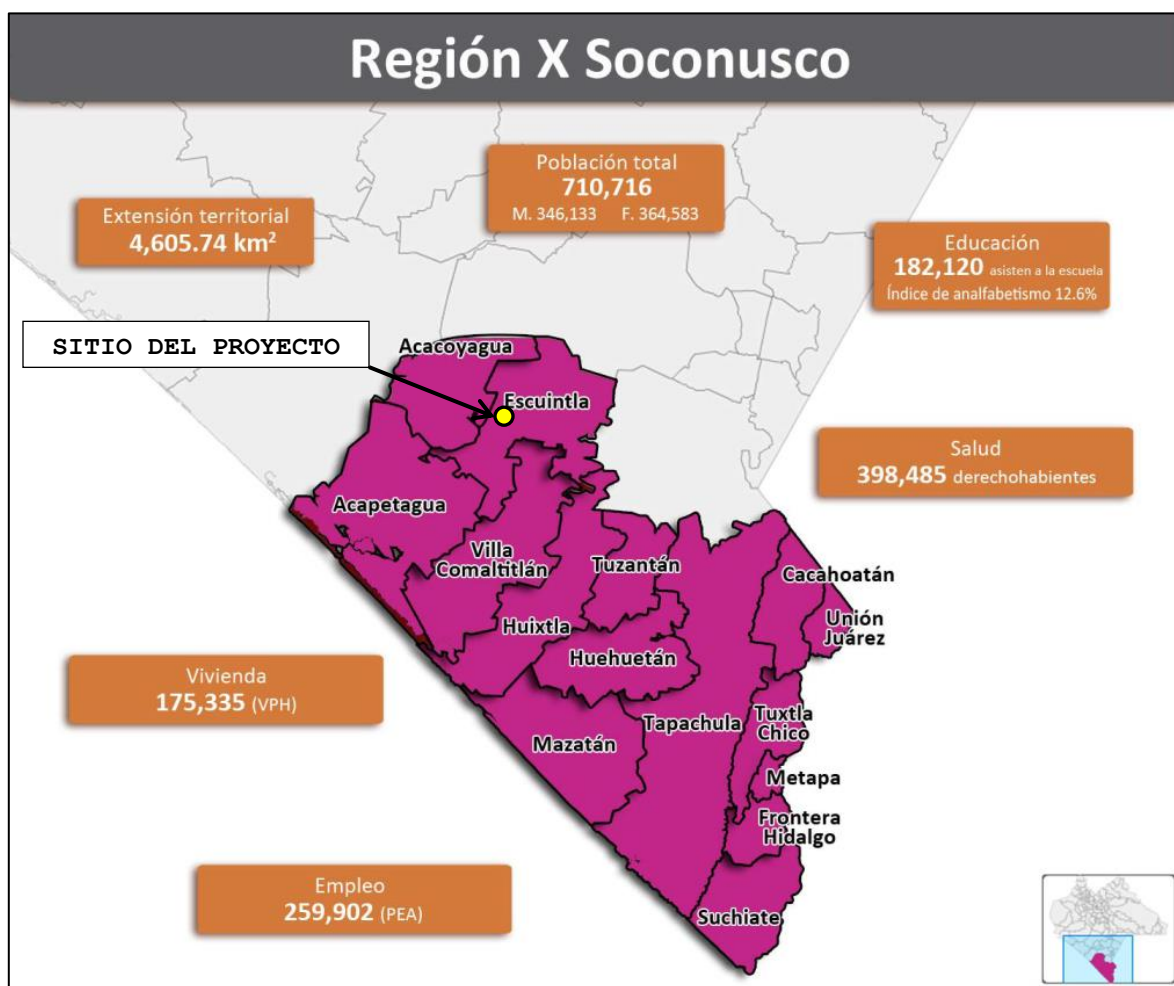 Región X Soconusco
Población total
710,716
M. 346,133 F. 364,583
Extensión territorial
4,605.74 km²
Educación
182,120 asisten a la escuela
Índice de analfabetismo 12.6%
SITIO DEL PROYECTO
Acacoyagua
Escuintla
Salud
398,485 derechohabientes
Acapetagua
Villa
Comaltitlán
Tuzantán
Cacahoatán
Unión
Juárez
Huixtla
Huehuetán
Vivienda
175,335 (VPH)
Tapachula
Tuxtla
Chico
Mazatán
Metapa
Frontera
Hidalgo
Empleo
259,902 (PEA)
Suchiate